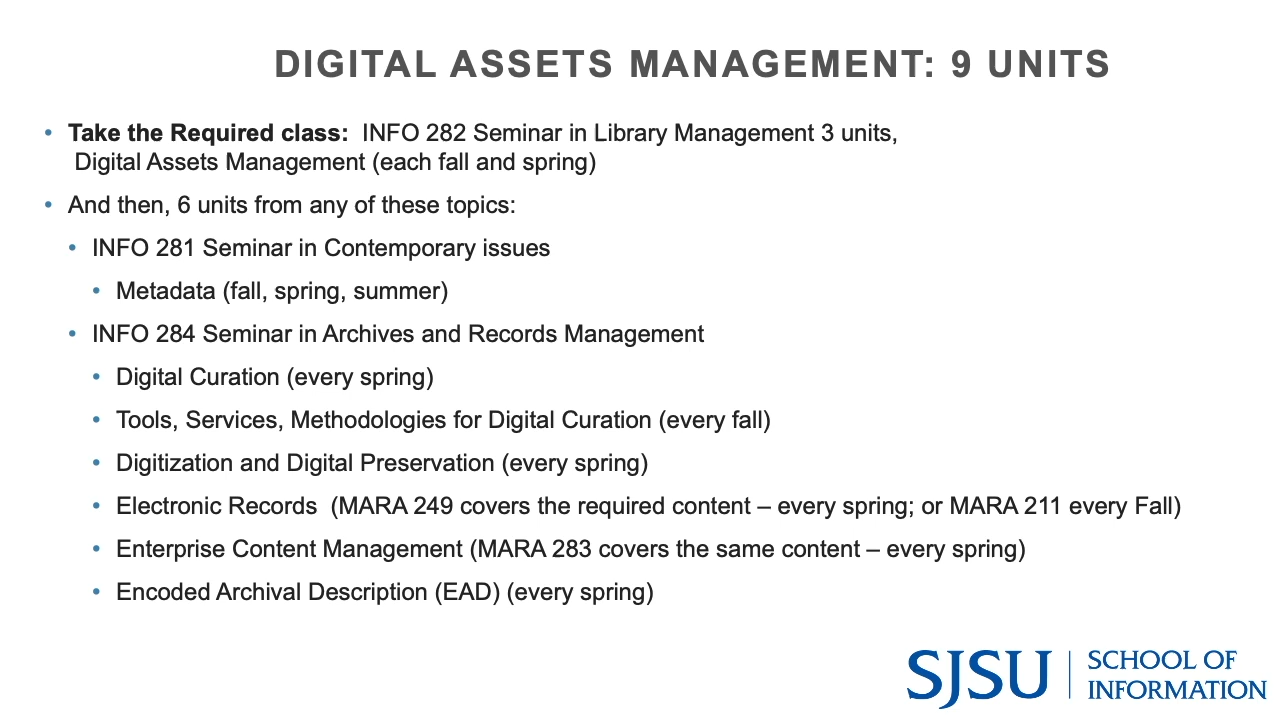 DIGITAL ASSETS MANAGEMENT: 9 UNITS
• Take the Required class:  INFO 282 Seminar in Library Management 3 units,
Digital Assets Management (each fall and spring)
• And then, 6 units from any of these topics:
• INFO 281 Seminar in Contemporary issues
• Metadata (fall, spring, summer)
• INFO 284 Seminar in Archives and Records Management
• Digital Curation (every spring)
• Tools, Services, Methodologies for Digital Curation (every fall)
• Digitization and Digital Preservation (every spring)
• Electronic Records  (MARA 249 covers the required content – every spring; or MARA 211 every Fall)
• Enterprise Content Management (MARA 283 covers the same content – every spring)
• Encoded Archival Description (EAD) (every spring)
SJSU
SCHOOL OF
INFORMATION